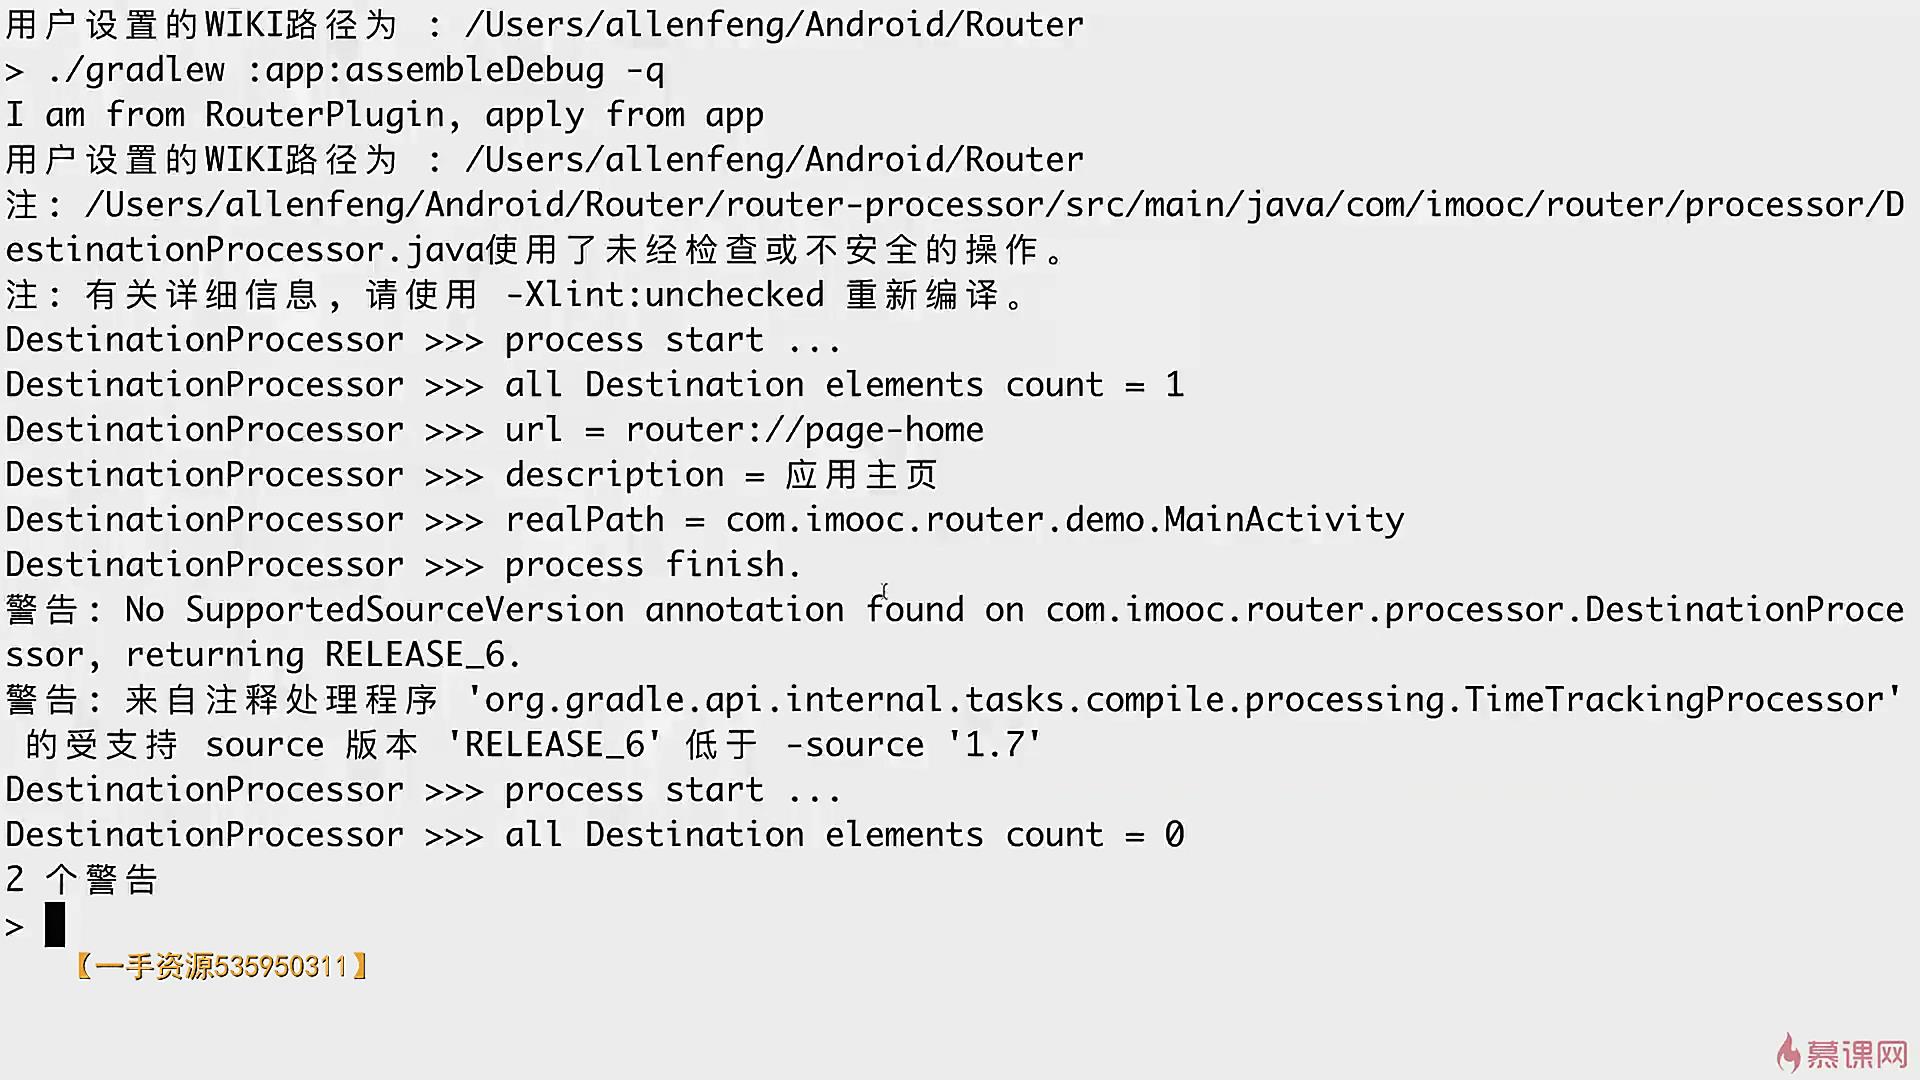 用户设置的WIKI路径为 : /Users/allenfeng/Android/Router
> ./gradlew :app:assembleDebug -q
I am from RouterPlugin, apply from app
用户设置的WIKI路径为 : /Users/allenfeng/Android/Router
注: /Users/allenfeng/Android/Router/router-processor/src/main/java/com/imooc/router/processor/D
estinationProcessor.java使用了未经检查或不安全的操作。
注: 有关详细信息, 请使用 -Xlint:unchecked 重新编译。
DestinationProcessor >>> process start ...
DestinationProcessor >>> all Destination elements count = 1
DestinationProcessor >>> url = router://page-home
DestinationProcessor >>> description = 应用主页
DestinationProcessor >>> realPath = com.imooc.router.demo.MainActivity
DestinationProcessor >>> process finish.
警告: No SupportedSourceVersion annotation found on com.imooc.router.processor.DestinationProce
ssor, returning RELEASE_6.
警告: 来自注释处理程序 'org.gradle.api.internal.tasks.compile.processing.TimeTrackingProcessor'
的受支持 source 版本 'RELEASE_6' 低于 -source '1.7'
DestinationProcessor >>> process start ...
DestinationProcessor >>> all Destination elements count = 0
2 个警告
>
【一手资源535950311】
慕课网